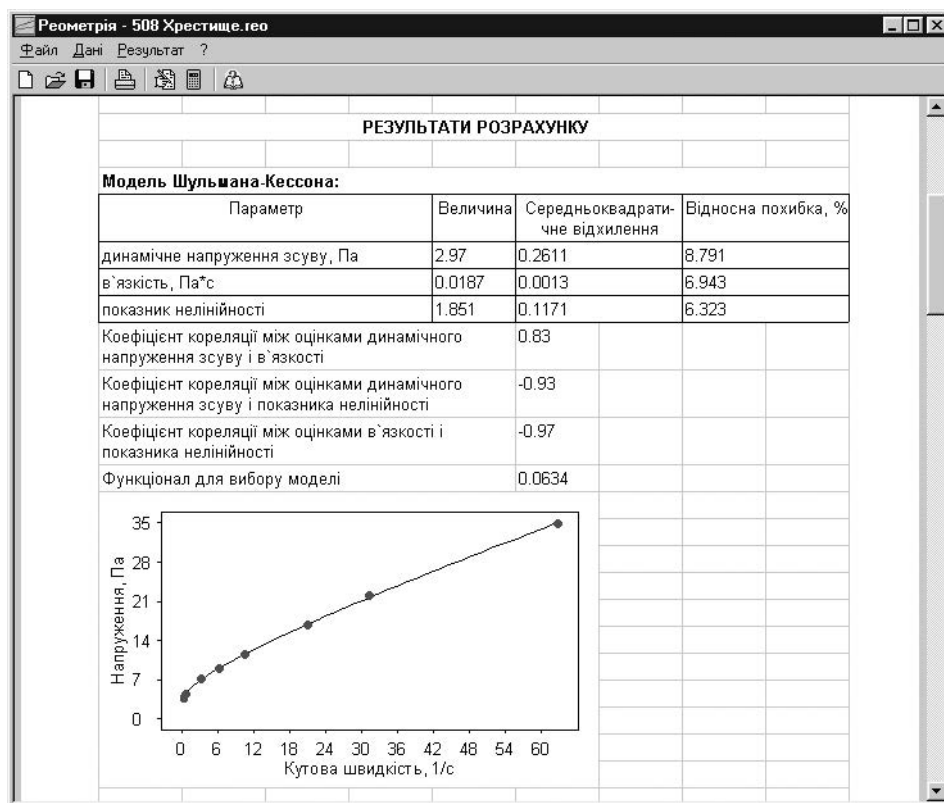 Реометрія - 508 Хрестище.reo
Файл Дані Результат ?
РЕЗУЛЬТАТИ РОЗРАХУНКУ
Модель Шульмана-Кессона:
Параметр Величина Середньоквадрати- Відносна похибка, %
чне відхилення
динамічне напруження зсуву, Па 2.97 0.2611 8.791
в`язкість, Па*с 0.0187 0.0013 6.943
показник нелінійності 1.851 0.1171 6.323
Коефіцієнт кореляції між оцінками динамічного 0.83
напруження зсуву і в`язкості
Коефіцієнт кореляції між оцінками динамічного -0.93
напруження зсуву і показника нелінійності
Коефіцієнт кореляції між оцінками в`язкості і -0.97
показника нелінійності
Функціонал для вибору моделі 0.0634
Напруження, Па
35
28
21
14
7
0
0 6 12 18 24 30 36 42 48 54 60
Кутова швидкість, 1/с